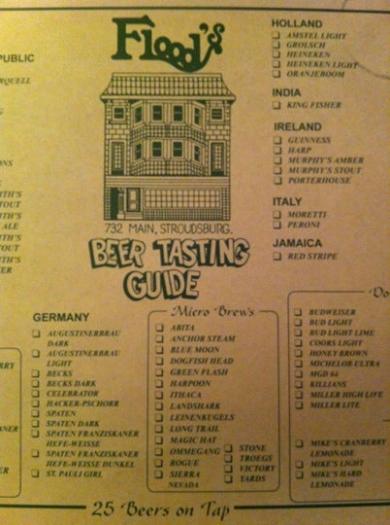 Flood's
732 MAIN, STROUDSBURG.
BEER TASTING
GUIDE
PUBLIC
GERMANY
AUGUSTINERBRAU
DARK
AUGUSTINERBRAU
LIGHT
BECKS
BECKS DARK
CELEBRATOR
HACKER-PSCHORR
SPATEN
SPATEN DARK
SPATEN FRANZISKANER
HEFE-WEISSE
SPATEN FRANZISKANER
HEFE-WEISSE DUNKEL
ST. PAULI GIRL
Micro Brew's
ABITA
ANCHOR STEAM
BLUE MOON
DOGFISH HEAD
GREEN FLASH
HARPOON
ITHACA
LANDSHARK
LEINENKUGELS
LONG TRAIL
MAGIC HAT
OMMEGANG
ROGUE
SIERRA
NEVADA
STONE
TROEGS
VICTORY
YARDS
HOLLAND
AMSTEL LIGHT
GROLSCH
HEINEKEN
HEINEKEN LIGHT
ORANJEBOOM
INDIA
KING FISHER
IRELAND
GUINNESS
HARP
MURPHY'S AMBER
MURPHY'S STOUT
PORTERHOUSE
ITALY
MORETTI
PERONI
JAMAICA
RED STRIPE
Do
BUDWEISER
BUD LIGHT
BUD LIGHT LIME
COORS LIGHT
HONEY BROWN
MICHELOB ULTRA
MGD 64
KILLIANS
MILLER HIGH LIFE
MILLER LITE
MIKE'S CRANBERRY
LEMONADE
MIKE'S LIGHT
MIKE'S HARD
LEMONADE
25 Beers on Tap